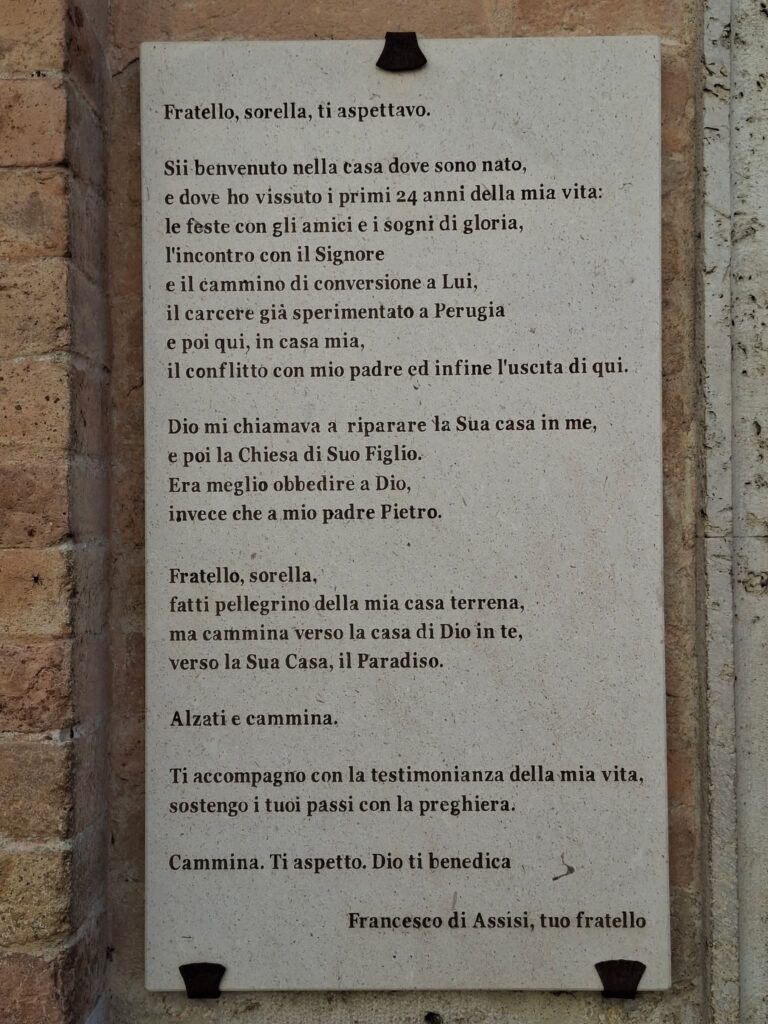 Fratello, sorella, ti aspettavo.
Sii benvenuto nella casa dove sono nato,
e dove ho vissuto i primi 24 anni della mia vita:
le feste con gli amici e i sogni di gloria,
l'incontro con il Signore
e il cammino di conversione a Lui,
il carcere già sperimentato a Perugia
e poi qui, in casa mia,
il conflitto con mio padre ed infine l'uscita di qui.
Dio mi chiamava a riparare la Sua casa in me,
e poi la Chiesa di Suo Figlio.
Era meglio obbedire a Dio,
invece che a mio padre Pietro.
Fratello, sorella,
fatti pellegrino della mia casa terrena,
ma cammina verso la casa di Dio in te,
verso la Sua Casa, il Paradiso.
Alzati e cammina.
Ti accompagno con la testimonianza della mia vita,
sostengo i tuoi passi con la preghiera.
Cammina. Ti aspetto. Dio ti benedica
Francesco di Assisi, tuo fratello